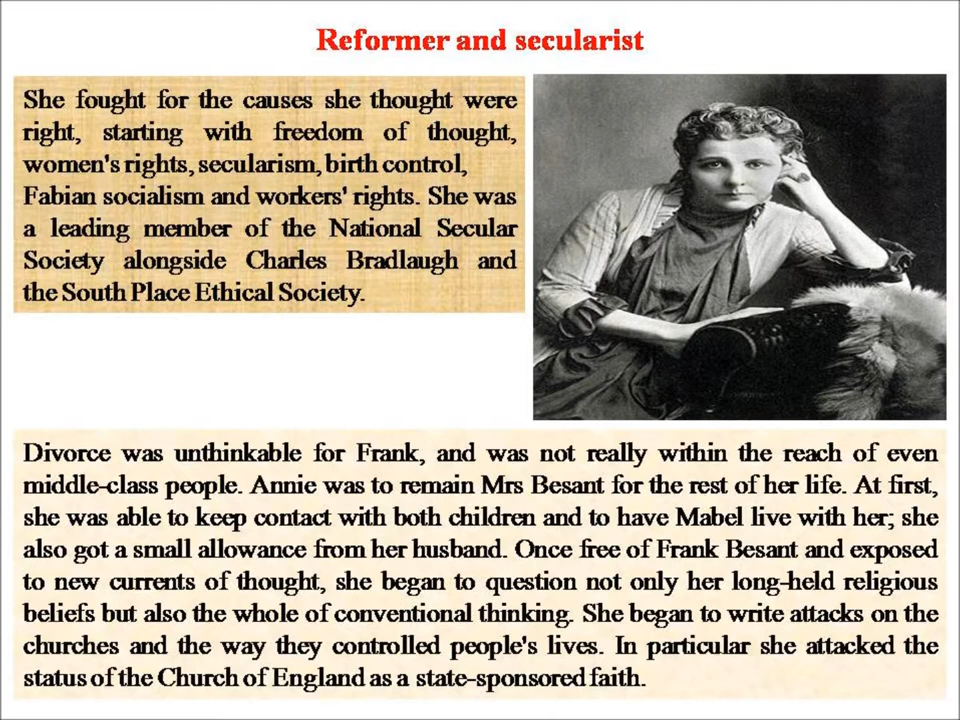 Reformer and secularist
She fought for the causes she thought were
right, starting with freedom of thought,
women's rights, secularism, birth control,
Fabian socialism and workers' rights. She was
a leading member of the National Secular
Society alongside Charles Bradlaugh and
the South Place Ethical Society.
Divorce was unthinkable for Frank, and was not really within the reach of even
middle-class people. Annie was to remain Mrs Besant for the rest of her life. At first,
she was able to keep contact with both children and to have Mabel live with her; she
also got a small allowance from her husband. Once free of Frank Besant and exposed
to new currents of thought, she began to question not only her long-held religious
beliefs but also the whole of conventional thinking. She began to write attacks on the
churches and the way they controlled people's lives. In particular she attacked the
status of the Church of England as a state-sponsored faith.